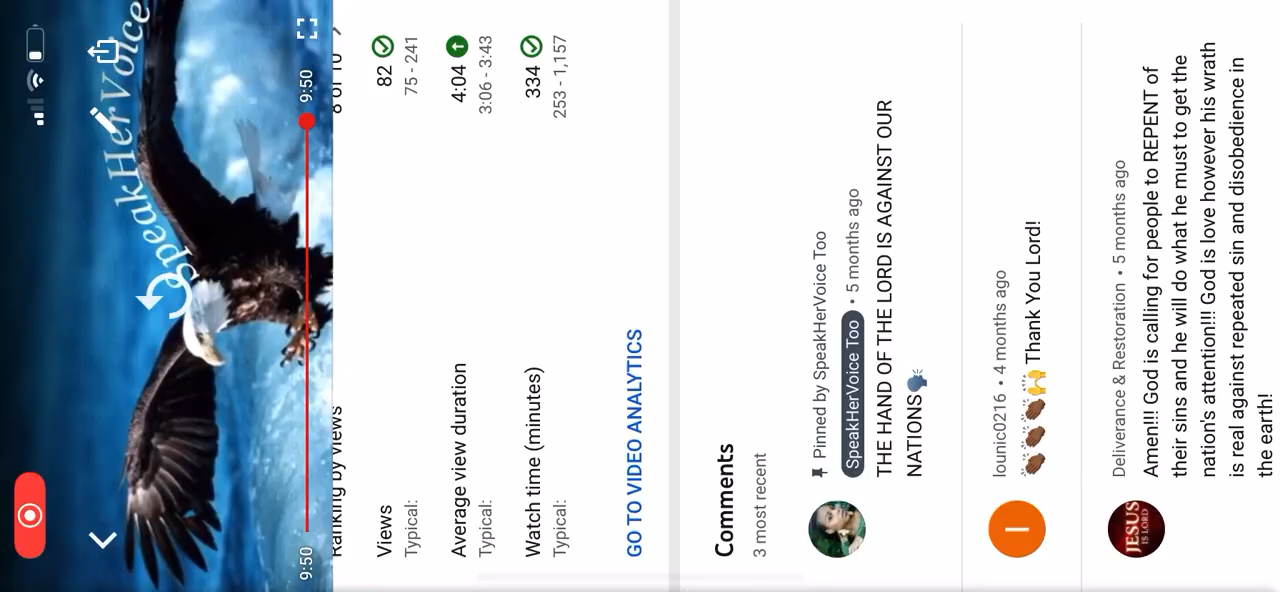 SpeakHerVoice
9:50
9:50
Ranking by views
8 of 10
Views
82
Typical:
75 - 241
Average view duration
4:04
Typical:
3:06 - 3:43
Watch time (minutes)
334
Typical:
253 - 1,157
GO TO VIDEO ANALYTICS
Comments
3 most recent
Pinned by SpeakHerVoice Too
SpeakHerVoice Too • 5 months ago
THE HAND OF THE LORD IS AGAINST OUR
NATIONS🗣️
lounic0216 • 4 months ago
👏🏾👏🏾👏🏾🙌 Thank You Lord!
I
JESUS
IS LORD
Deliverance & Restoration • 5 months ago
Amen!!! God is calling for people to REPENT of
their sins and he will do what he must to get the
nation's attention!!! God is love however his wrath
is real against repeated sin and disobedience in
the earth!